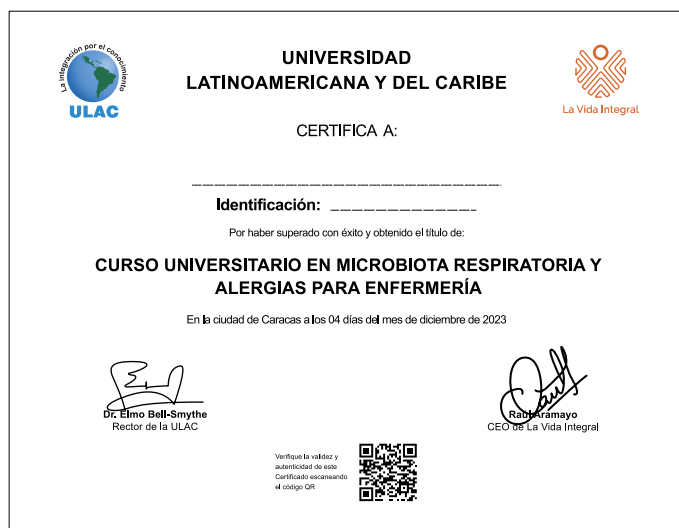 La integración por el conocimiento
ULAC
UNIVERSIDAD
LATINOAMERICANA Y DEL CARIBE
La Vida Integral
CERTIFICA A:
Identificación:
Por haber superado con éxito y obtenido el título de:
CURSO UNIVERSITARIO EN MICROBIOTA RESPIRATORIA Y
ALERGIAS PARA ENFERMERÍA
En la ciudad de Caracas a los 04 días del mes de diciembre de 2023
Dr. Elmo Bell-Smythe
Rector de la ULAC
Raúl Aramayo
CEO de La Vida Integral
Verifique la validez y
autenticidad de este
Certificado escaneando
el código QR